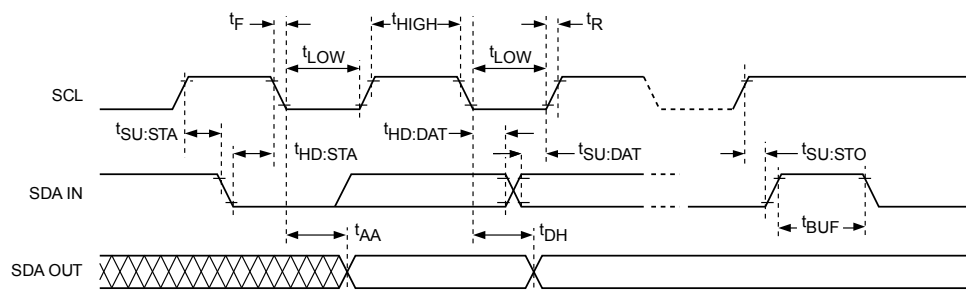 tF
tHIGH
tR
tLOW
tLOW
SCL
tSU:STA
tHD:STA
tHD:DAT
tSU:DAT
tSU:STO
SDA IN
tBUF
tAA
tDH
SDA OUT